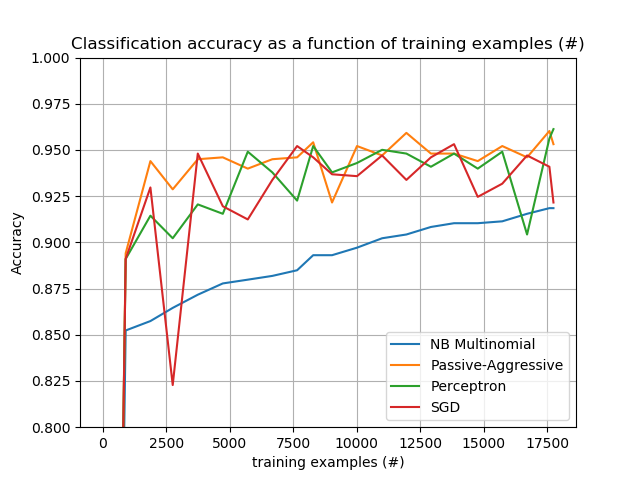 Classification accuracy as a function of training examples (#)
1.000
0.975
0.950
0.925
0.900
0.875
0.850
0.825
0.800
Accuracy
NB Multinomial
Passive-Aggressive
Perceptron
SGD
0 2500 5000 7500 10000 12500 15000 17500
training examples (#)